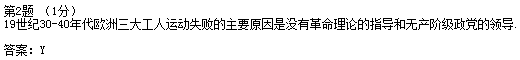 第2题 （1分）
19世纪30-40年代欧洲三大工人运动失败的主要原因是没有革命理论的指导和无产阶级政党的领导.
答案：Y